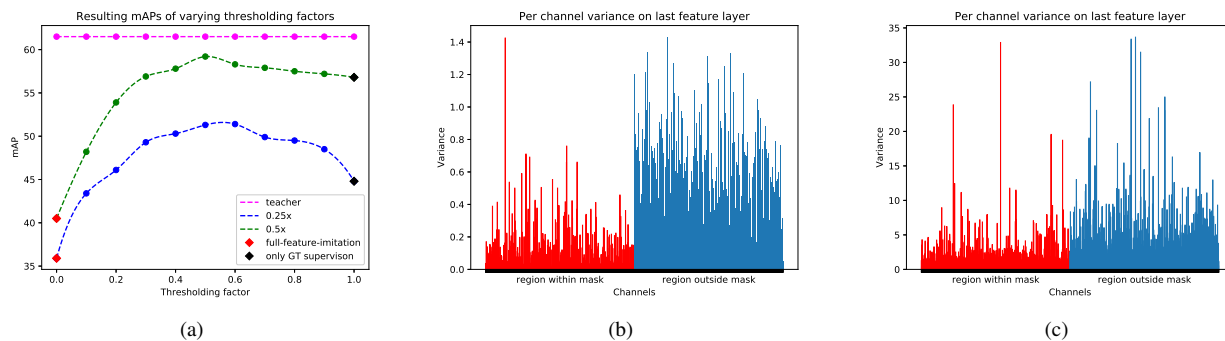 Resulting mAPs of varying thresholding factors
60
55
50
45
40
35
mAP
0.0 0.2 0.4 0.6 0.8 1.0
Thresholding factor
teacher
0.25x
0.5x
full-feature-imitation
only GT supervison
(a)
Per channel variance on last feature layer
1.4
1.2
1.0
0.8
0.6
0.4
0.2
0.0
Variance
region within mask region outside mask
Channels
(b)
Per channel variance on last feature layer
35
30
25
20
15
10
5
0
Variance
region within mask region outside mask
Channels
(c)